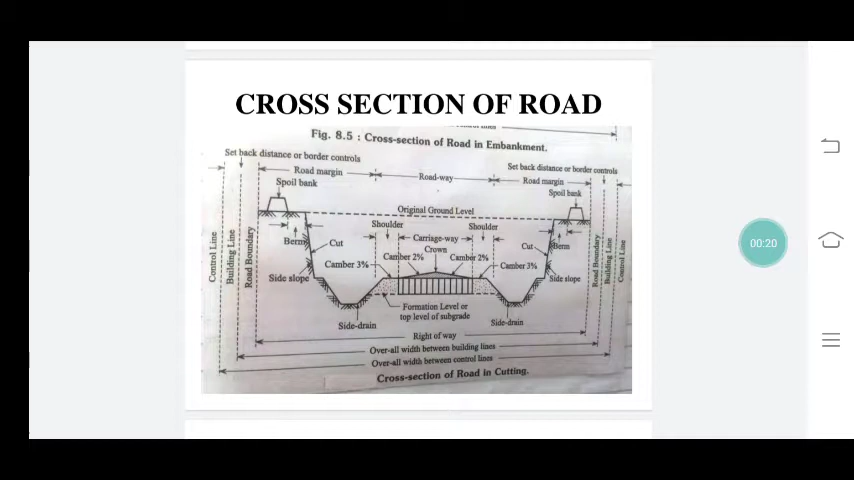 CROSS SECTION OF ROAD
Fig. 8.5 : Cross-section of Road in Embankment.
Set back distance or border controls
Set back distance or border controls
Road margin
Road-way
Road margin
Spoil bank
Spoil bank
Original Ground Level
Shoulder
Shoulder
Carriage-way
Crown
Berm
Cut
Cut
Berm
Camber 3%
Camber 2%
Camber 2%
Camber 3%
Side slope
Side slope
Control Line
Building Line
Road Boundary
Road Boundary
Building Line
Control Line
Formation Level or
top level of subgrade
Side-drain
Side-drain
Right of way
Over-all width between building lines
Over-all width between control lines
Cross-section of Road in Cutting.
00:20